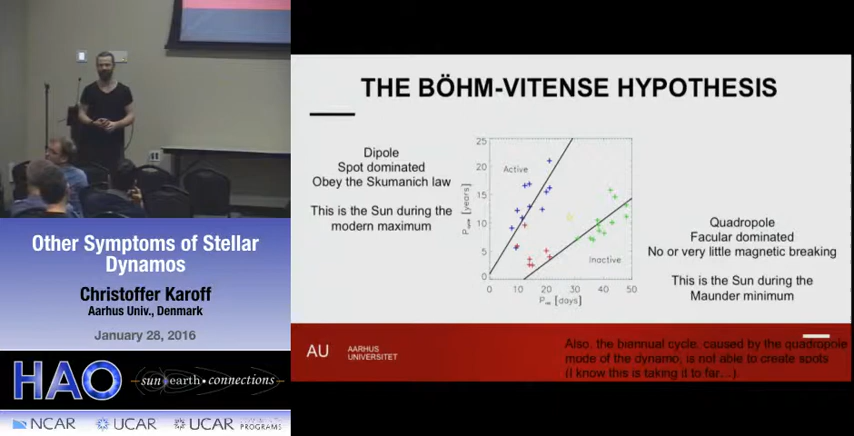 THE BÖHM-VITENSE HYPOTHESIS
Dipole
Spot dominated
Obey the Skumanich law
This is the Sun during the
modern maximum
25
20
15
10
5
0
[years]
Active
Inactive
0 10 20 30 40 50
[days]
Quadropole
Facular dominated
No or very little magnetic breaking
This is the Sun during the
Maunder minimum
AU
AARHUS
UNIVERSITET
Also, the biannual cycle, caused by the quadropole
mode of the dynamo, is not able to create spots
(I know this is taking it to far…).
Other Symptoms of Stellar
Dynamos
Christoffer Karoff
Aarhus Univ., Denmark
January 28, 2016
HAO
sun earth • connections
NCAR
UCAR
UCAR COMMUNITY
PROGRAMS